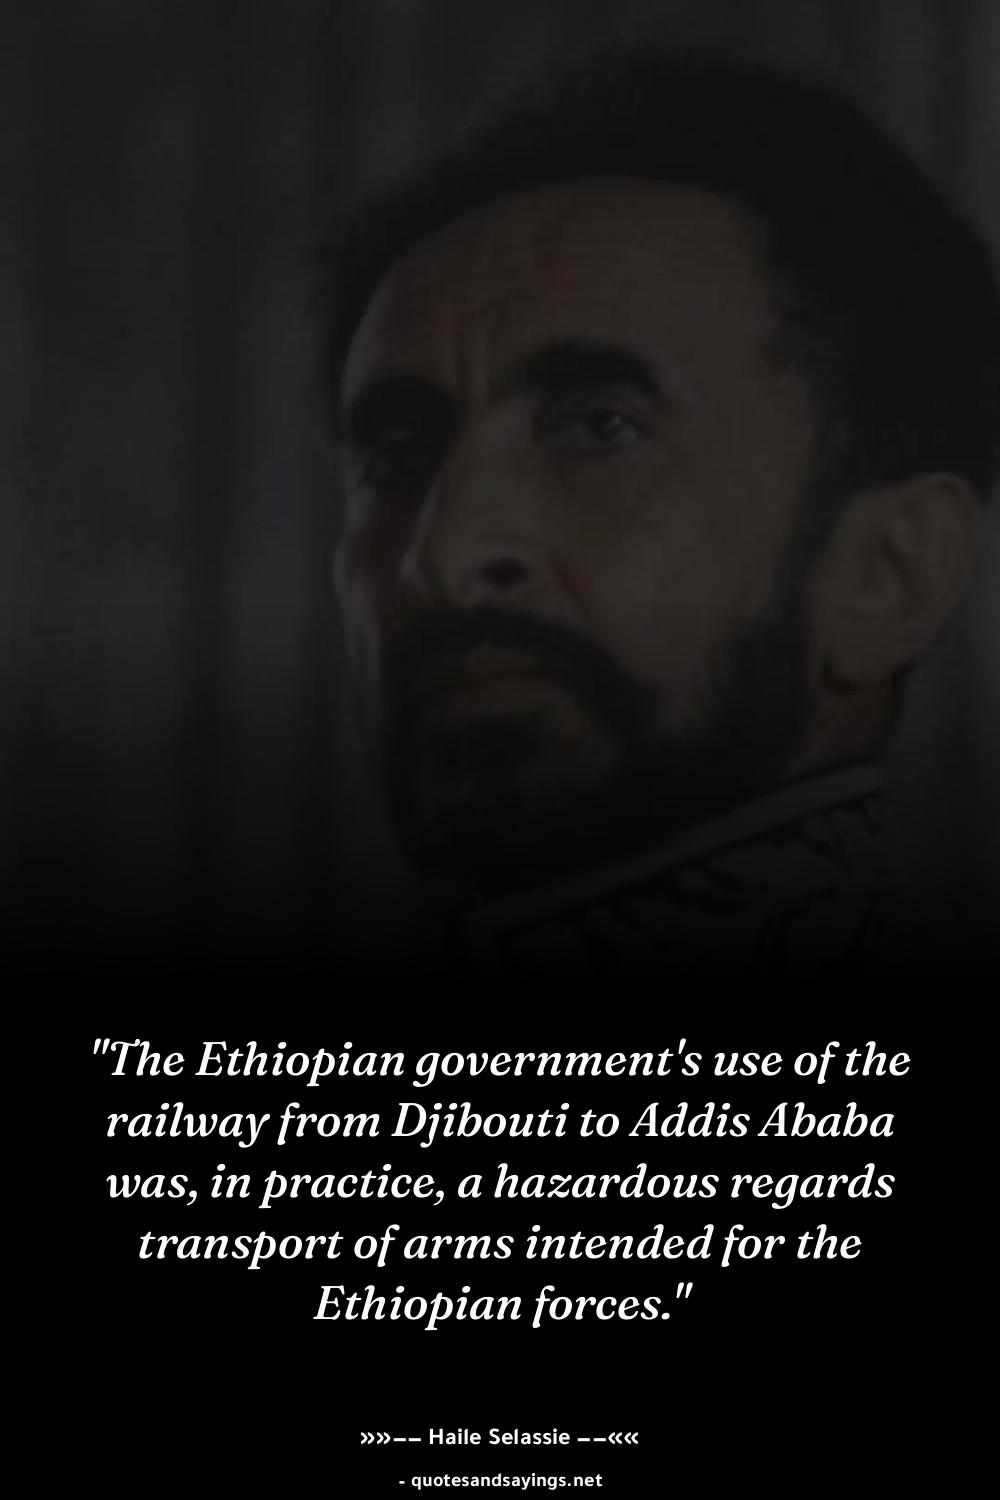 "The Ethiopian government's use of the
railway from Djibouti to Addis Ababa
was, in practice, a hazardous regards
transport of arms intended for the
Ethiopian forces."
»»–– Haile Selassie ––««
- quotesandsayings.net